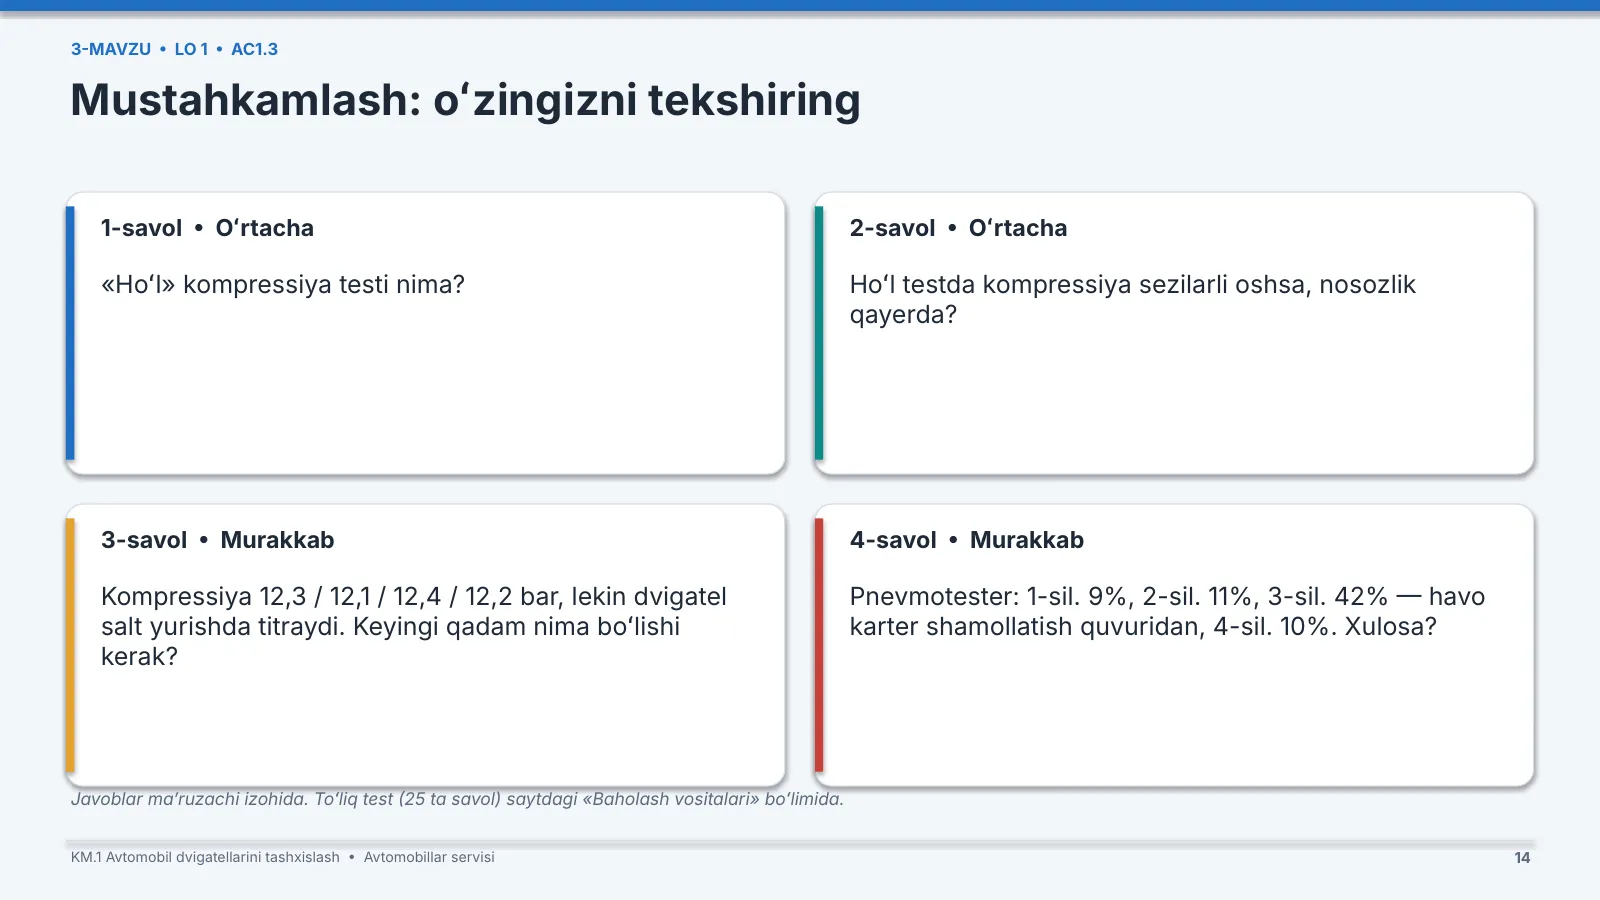 3-MAVZU • LO 1 • AC1.3
Mustahkamlash: oʻzingizni tekshiring
1-savol • Oʻrtacha
«Hoʻl» kompressiya testi nima?
2-savol • Oʻrtacha
Hoʻl testda kompressiya sezilarli oshsa, nosozlik
qayerda?
3-savol • Murakkab
Kompressiya 12,3 / 12,1 / 12,4 / 12,2 bar, lekin dvigatel
salt yurishda titraydi. Keyingi qadam nima boʻlishi
kerak?
4-savol • Murakkab
Pnevmotester: 1-sil. 9%, 2-sil. 11%, 3-sil. 42% — havo
karter shamollatish quvuridan, 4-sil. 10%. Xulosa?
Javoblar maʼruzachi izohida. Toʻliq test (25 ta savol) saytdagi «Baholash vositalari» boʻlimida.
KM.1 Avtomobil dvigatellarini tashxislash • Avtomobillar servisi
14